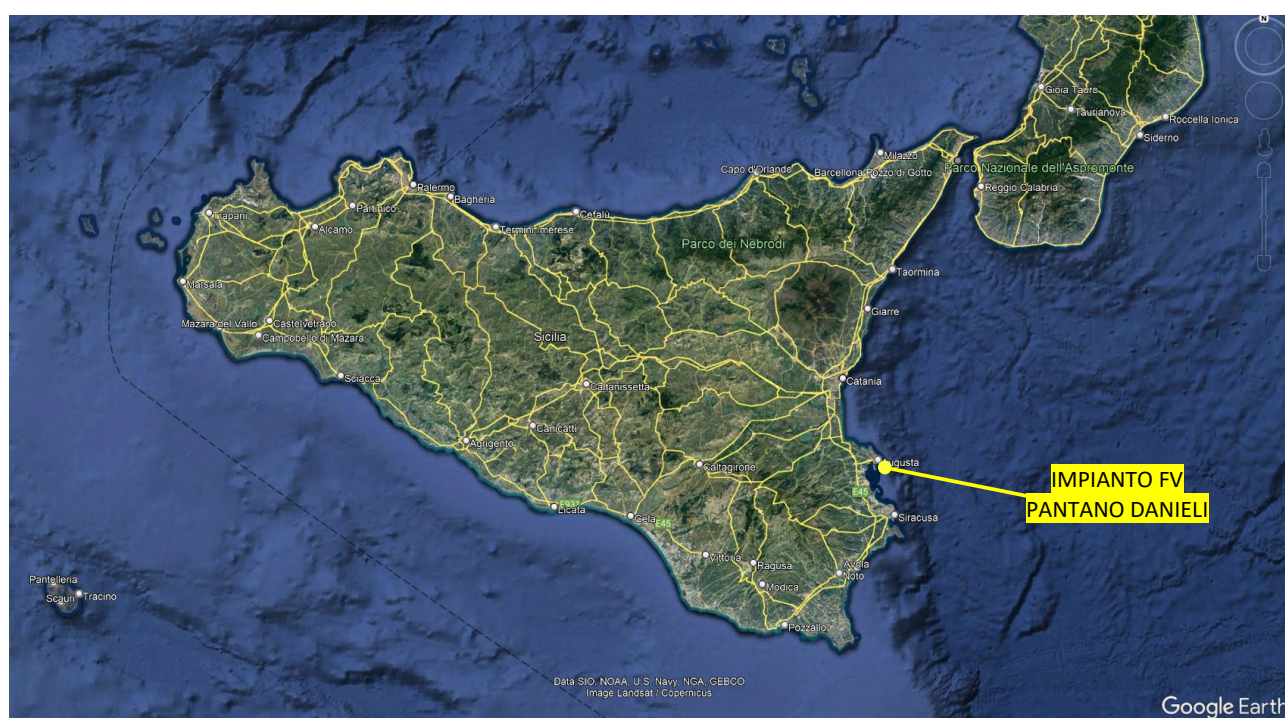 N
Gioia Tauro
Taurianova
Roccella Ionica
Siderno
Milazzo
Capo d'Orlando
Barcellona Pozzo di Gotto
Parco Nazionale dell'Aspromonte
Reggio Calabria
Palermo
Bagheria
Partinico
Trapani
Cefalù
Alcamo
Termini Imerese
Parco dei Nebrodi
Taormina
Marsala
Giarre
Mazara del Vallo
Castelvetrano
Campobello di Mazara
Sicilia
Sciacca
Catania
Caltanissetta
Canicattì
Agrigento
Caltagirone
Augusta
IMPIANTO FV
PANTANO DANIELI
E45
E931
Licata
Gela
E45
Siracusa
Vittoria
Ragusa
Avola
Noto
Modica
Pantelleria
Scauri
Tracino
Pozzallo
Data SIO, NOAA, U.S. Navy, NGA, GEBCO
Image Landsat / Copernicus
Google Earth